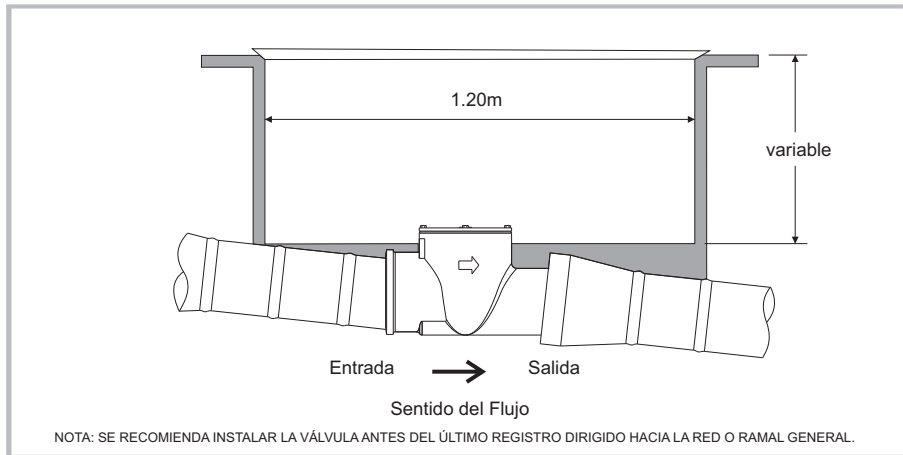 1.20m
variable
Entrada
Salida
Sentido del Flujo
NOTA: SE RECOMIENDA INSTALAR LA VÁLVULA ANTES DEL ÚLTIMO REGISTRO DIRIGIDO HACIA LA RED O RAMAL GENERAL.